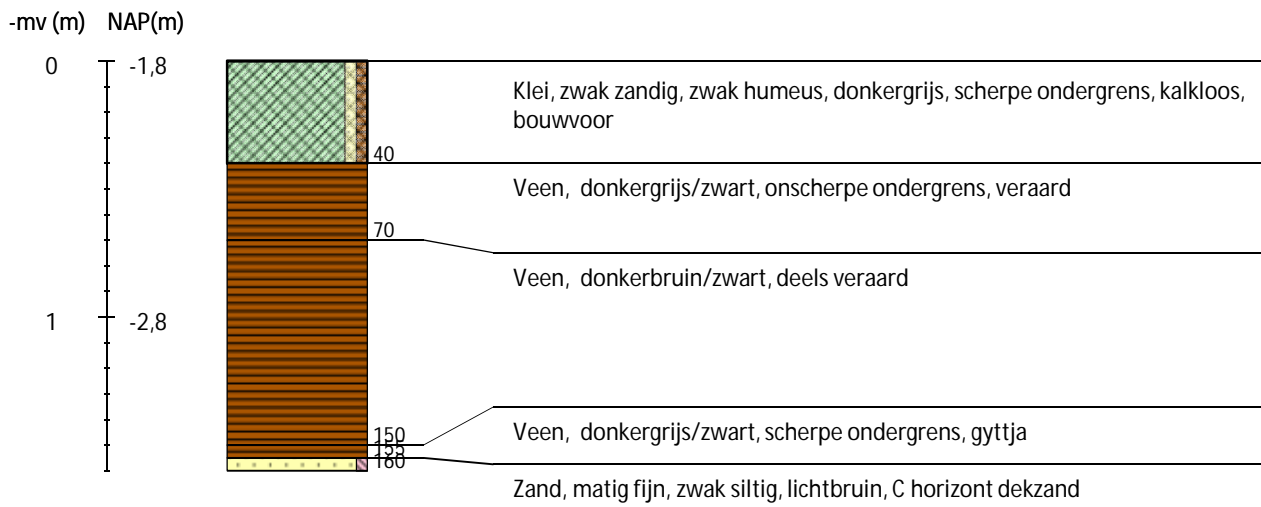 -mv (m) NAP(m)
0 -1,8
Klei, zwak zandig, zwak humeus, donkergrijs, scherpe ondergrens, kalkloos,
bouwvoor
40
Veen, donkergrijs/zwart, onscherpe ondergrens, veraard
70
Veen, donkerbruin/zwart, deels veraard
1 -2,8
150
Veen, donkergrijs/zwart, scherpe ondergrens, gyttja
155
160
Zand, matig fijn, zwak siltig, lichtbruin, C horizont dekzand